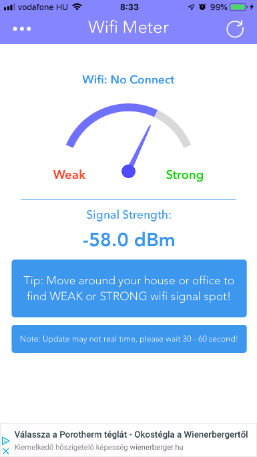 vodafone HU 8:33 99%
Wifi Meter
Wifi: No Connect
Weak Strong
Signal Strength:
-58.0 dBm
Tip: Move around your house or office to
find WEAK or STRONG wifi signal spot!
Note: Update may not real time, please wait 30 - 60 second!
Válassza a Porotherm téglát - Okostégla a Wienerbergertől
Kiemelkedő hőszigetelő képesség wienerberger.hu